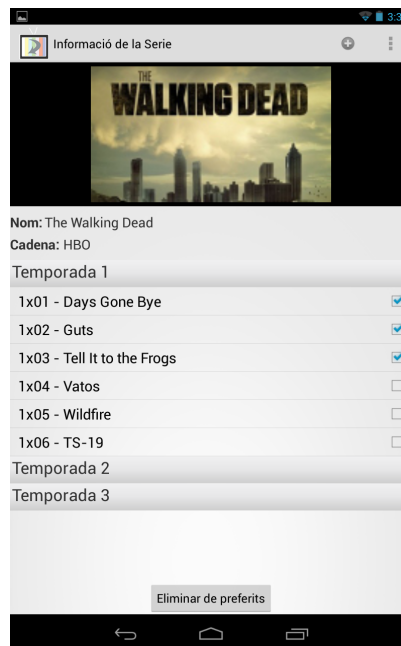 3:3
Informació de la Serie
THE
WALKING DEAD
Nom: The Walking Dead
Cadena: HBO
Temporada 1
1x01 - Days Gone Bye
1x02 - Guts
1x03 - Tell It to the Frogs
1x04 - Vatos
1x05 - Wildfire
1x06 - TS-19
Temporada 2
Temporada 3
Eliminar de preferits